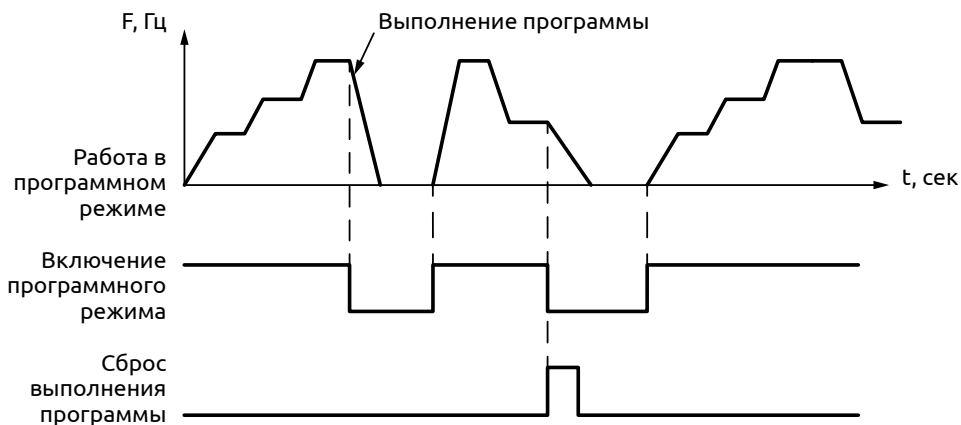 F, Гц
Выполнение программы
Работа в
программном
режиме
t, сек
Включение
программного
режима
Сброс
выполнения
программы